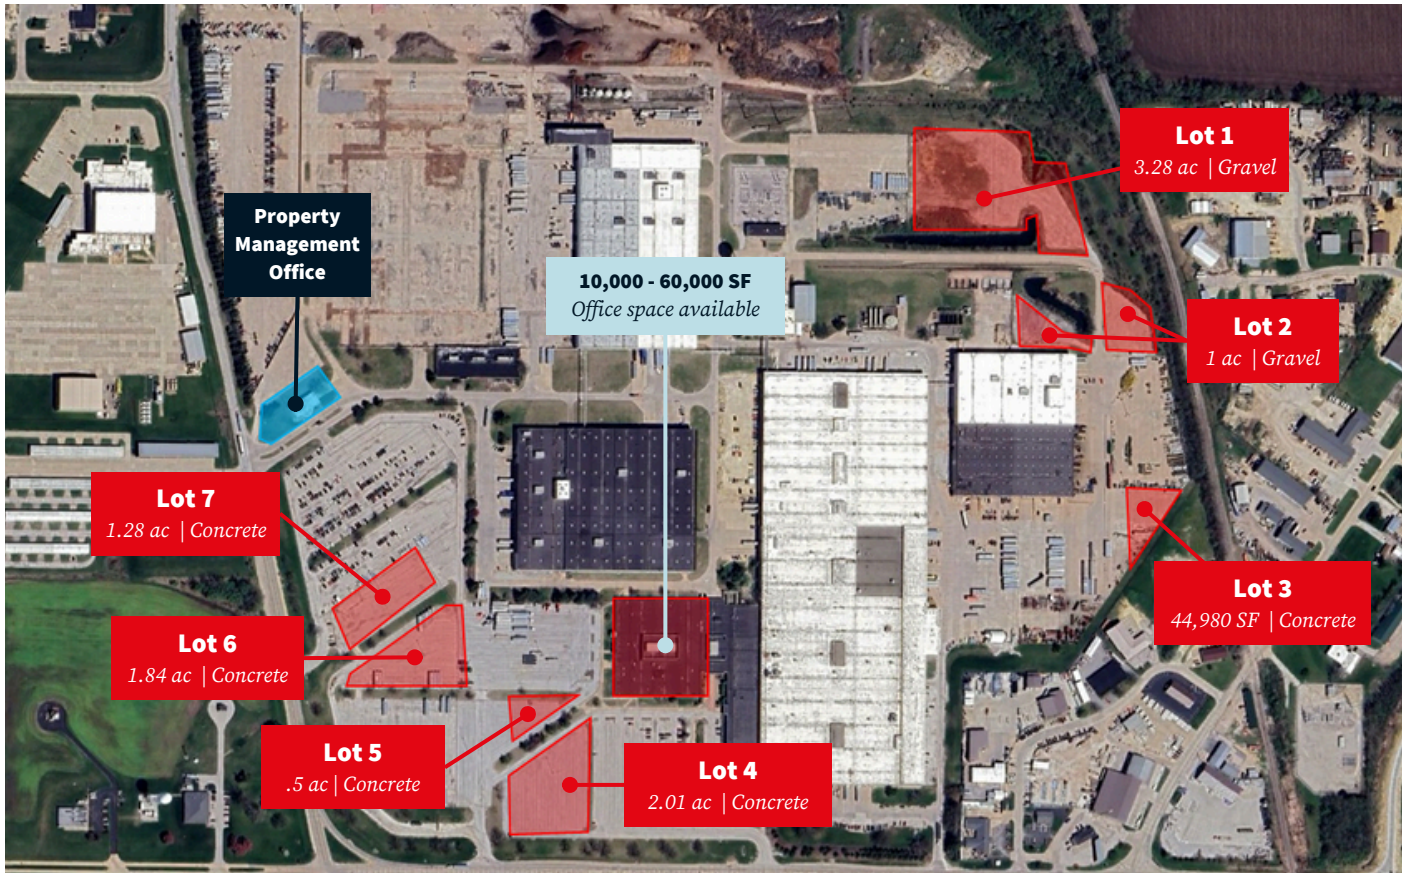 Lot 1
3.28 ac | Gravel
Property
Management
Office
10,000 - 60,000 SF
Office space available
Lot 2
1 ac | Gravel
Lot 7
1.28 ac | Concrete
Lot 3
44,980 SF | Concrete
Lot 6
1.84 ac | Concrete
Lot 5
.5 ac | Concrete
Lot 4
2.01 ac | Concrete